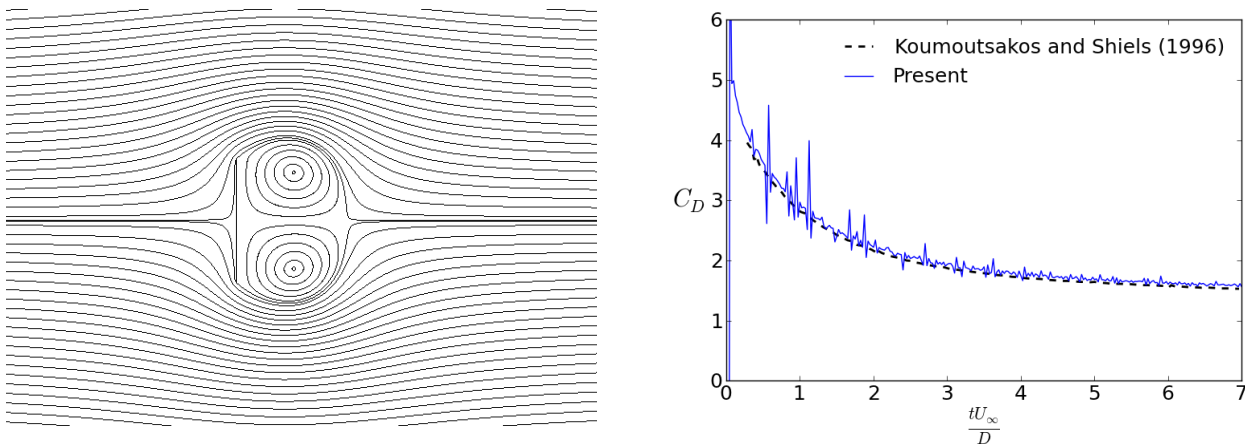 6
5
4
3
2
1
0
C_D
Koumoutsakos and Shiels (1996)
Present
0 1 2 3 4 5 6 7
tU_∞
D